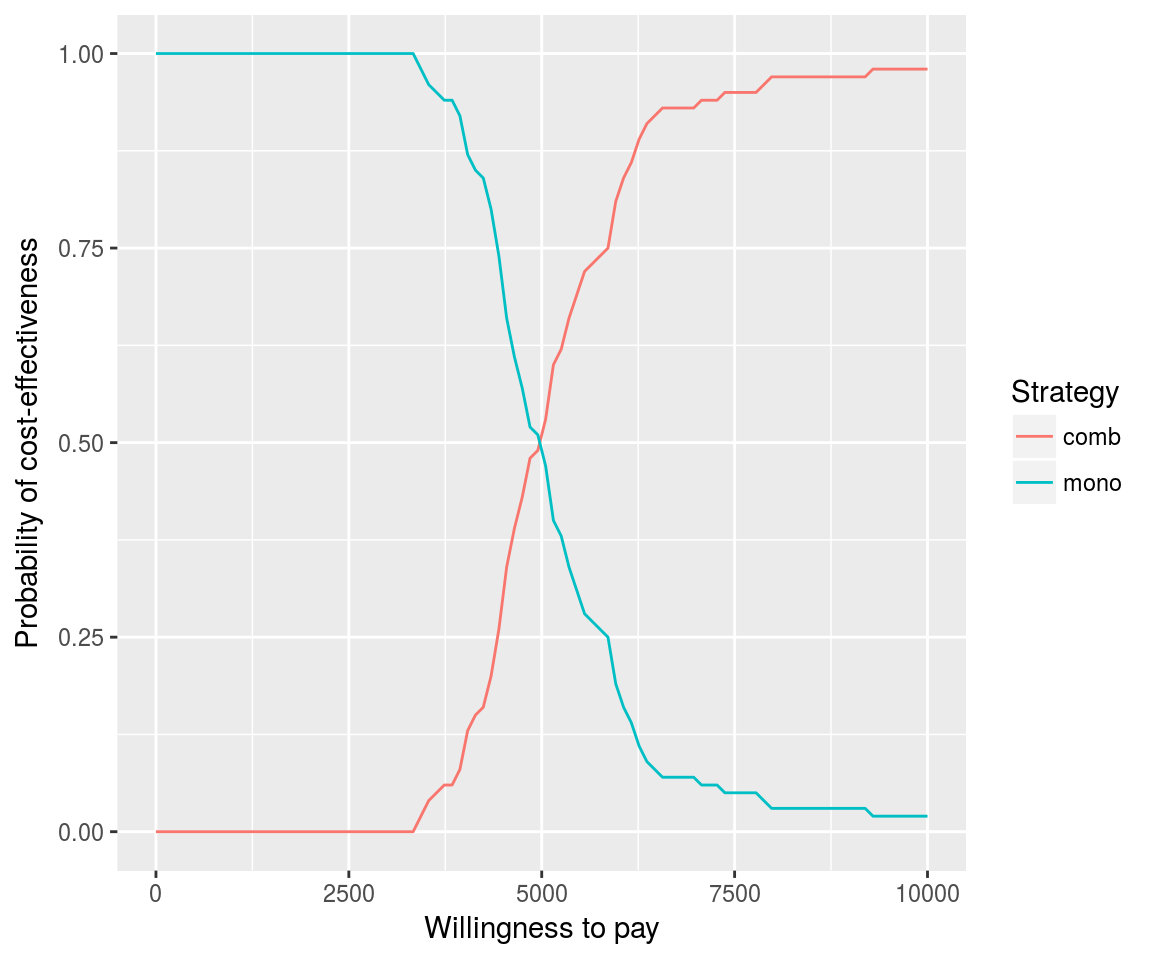 1.00
0.75
0.50
0.25
0.00
Probability of cost-effectiveness
0
2500
5000
7500
10000
Willingness to pay
Strategy
comb
mono